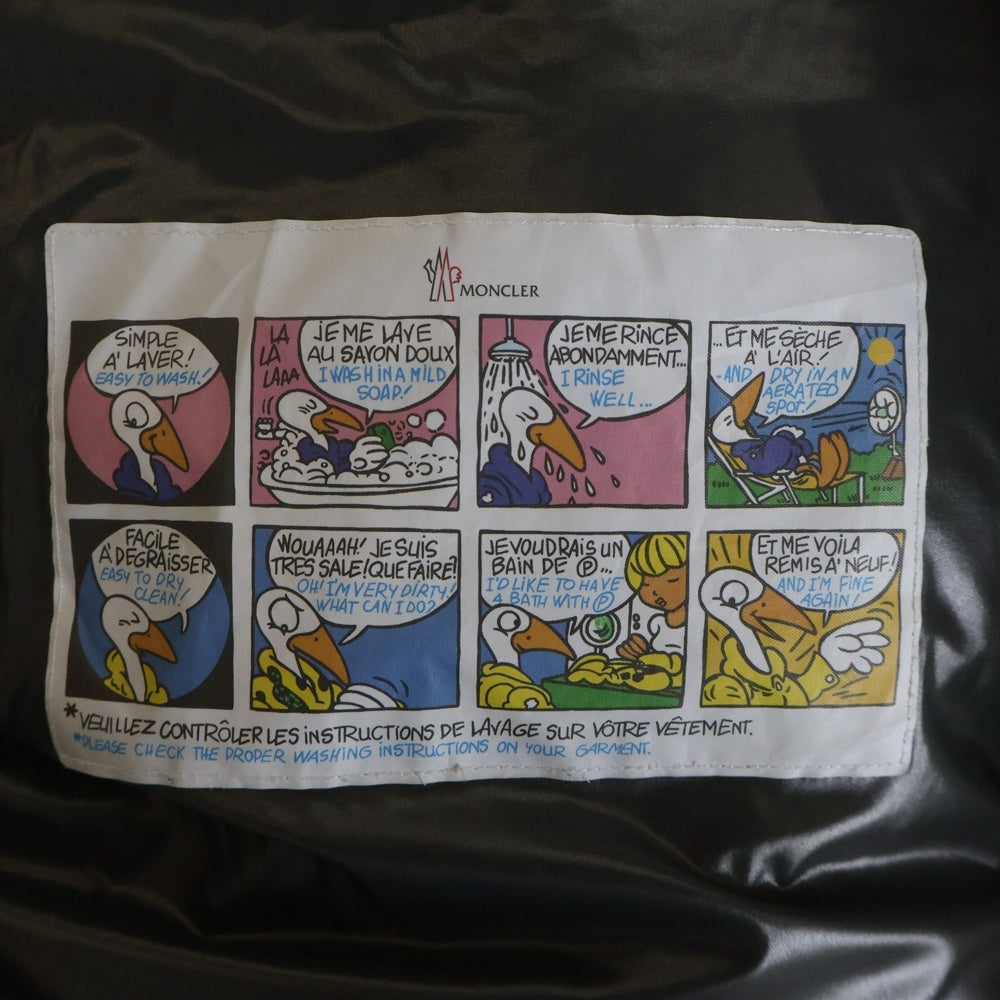 MONCLER
SIMPLE
A' LAVER!
EASY TO WASH!
LA
LA
LAAA
JE ME LAVE
AU SAVON DOUX
I WASH IN A MILD
SOAP!
JE ME RINCE
ABONDAMMENT...
I RINSE
WELL...
...ET ME SÈCHE
A' L'AIR!
..AND DRY IN AN
AERATED
SPOT!
FACILE
A' DEGRAISSER
EASY TO DRY
CLEAN!
WOUAAAH! JE SUIS
TRES SALE! QUE FAIRE?
OH! I'M VERY DIRTY!
WHAT CAN I DO?
JE VOUDRAIS UN
BAIN DE Ⓟ...
I'D LIKE TO HAVE
A BATH WITH Ⓟ
ET ME VOILA
REMIS A' NEUF!
AND I'M FINE
AGAIN!
*VEUILLEZ CONTRÔLER LES INSTRUCTIONS DE LAVAGE SUR VÔTRE VÊTEMENT.
*PLEASE CHECK THE PROPER WASHING INSTRUCTIONS ON YOUR GARMENT.